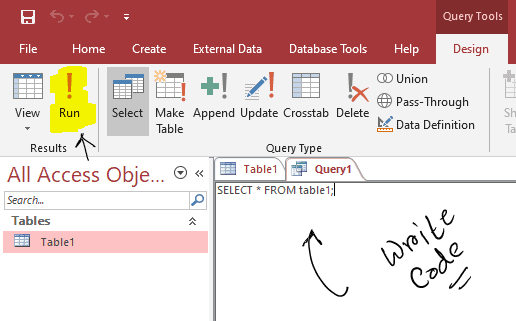 Query Tools
File Home Create External Data Database Tools Help Design
View Run Select Make Table Append Update Crosstab Delete
Union
Pass-Through
Data Definition
Results Query Type
All Access Obje...
Table1 Query1
SELECT * FROM table1;
Search...
Tables
Table1
Write
Code